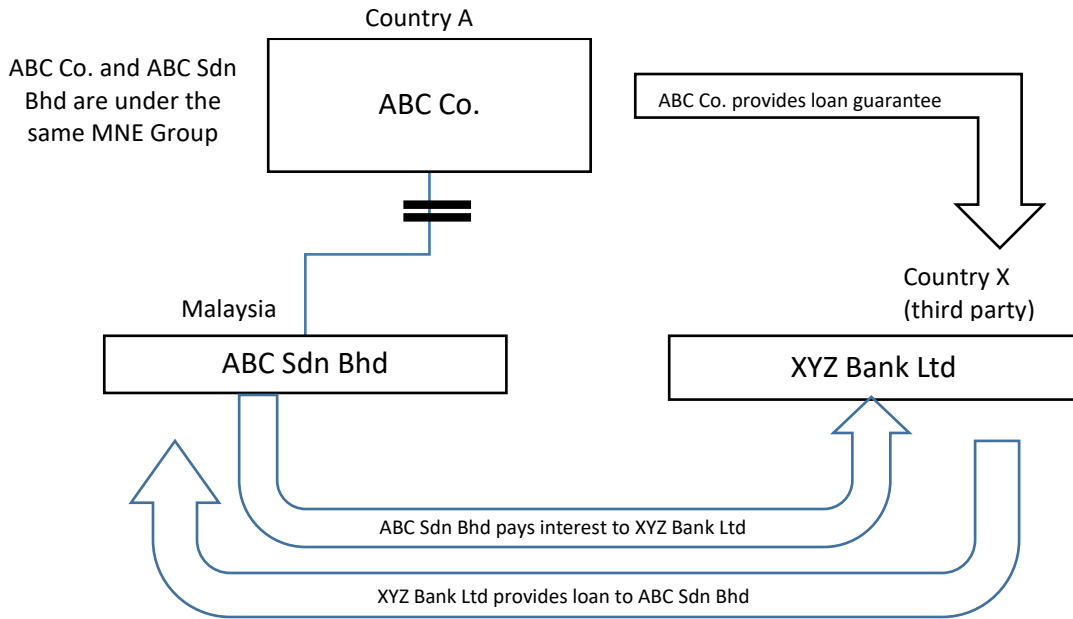 Country A
ABC Co. and ABC Sdn
Bhd are under the
same MNE Group
ABC Co.
ABC Co. provides loan guarantee
Malaysia
Country X
(third party)
ABC Sdn Bhd
XYZ Bank Ltd
ABC Sdn Bhd pays interest to XYZ Bank Ltd
XYZ Bank Ltd provides loan to ABC Sdn Bhd